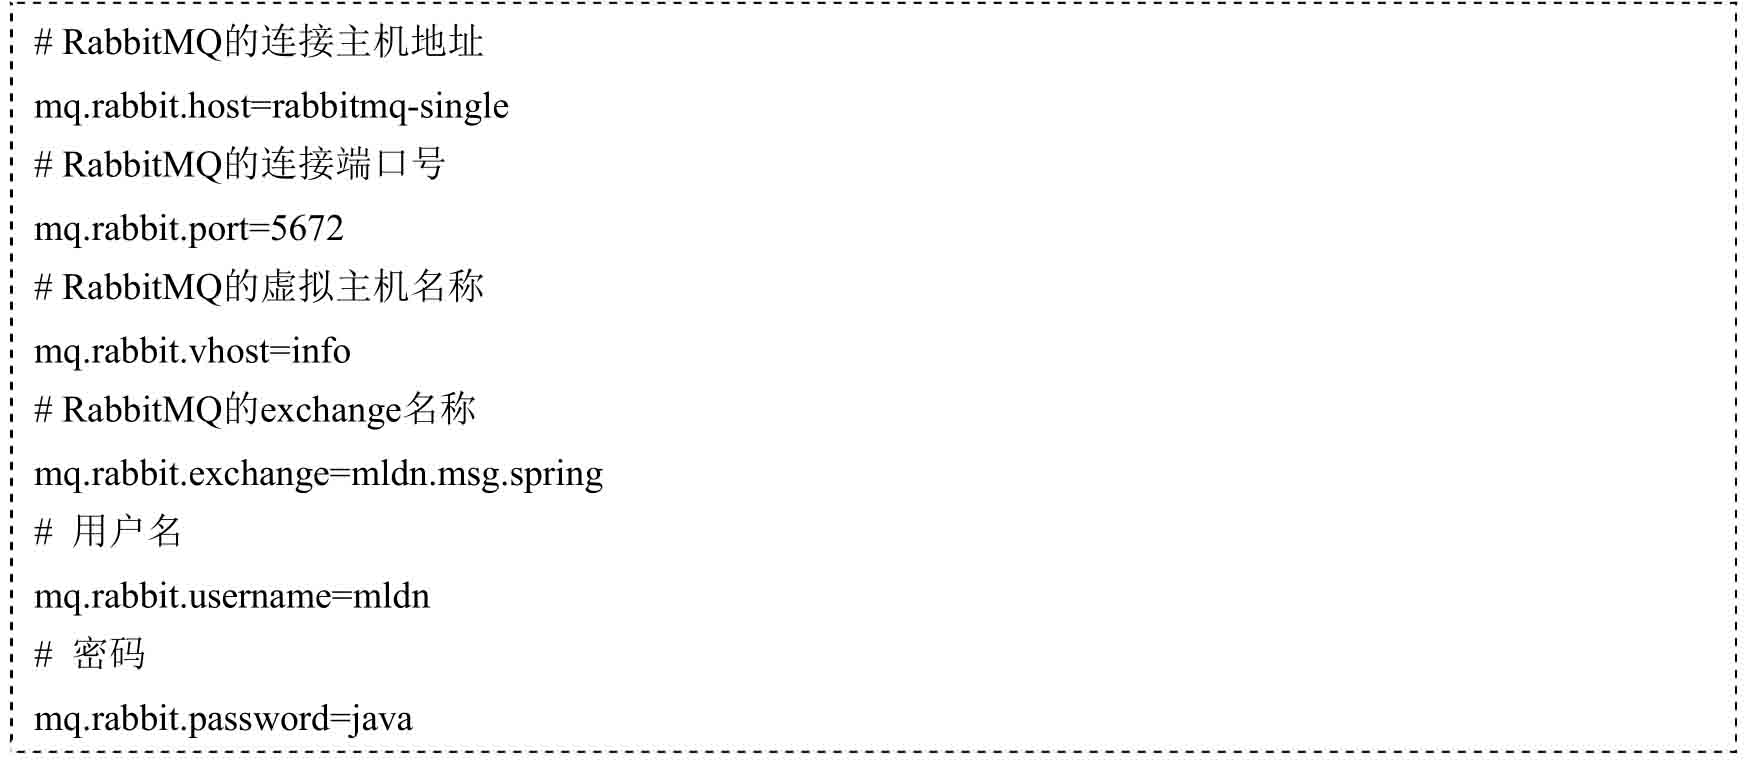 # RabbitMQ的连接主机地址
mq.rabbit.host=rabbitmq-single
# RabbitMQ的连接端口号
mq.rabbit.port=5672
# RabbitMQ的虚拟主机名称
mq.rabbit.vhost=info
# RabbitMQ的exchange名称
mq.rabbit.exchange=mldn.msg.spring
# 用户名
mq.rabbit.username=mldn
# 密码
mq.rabbit.password=java